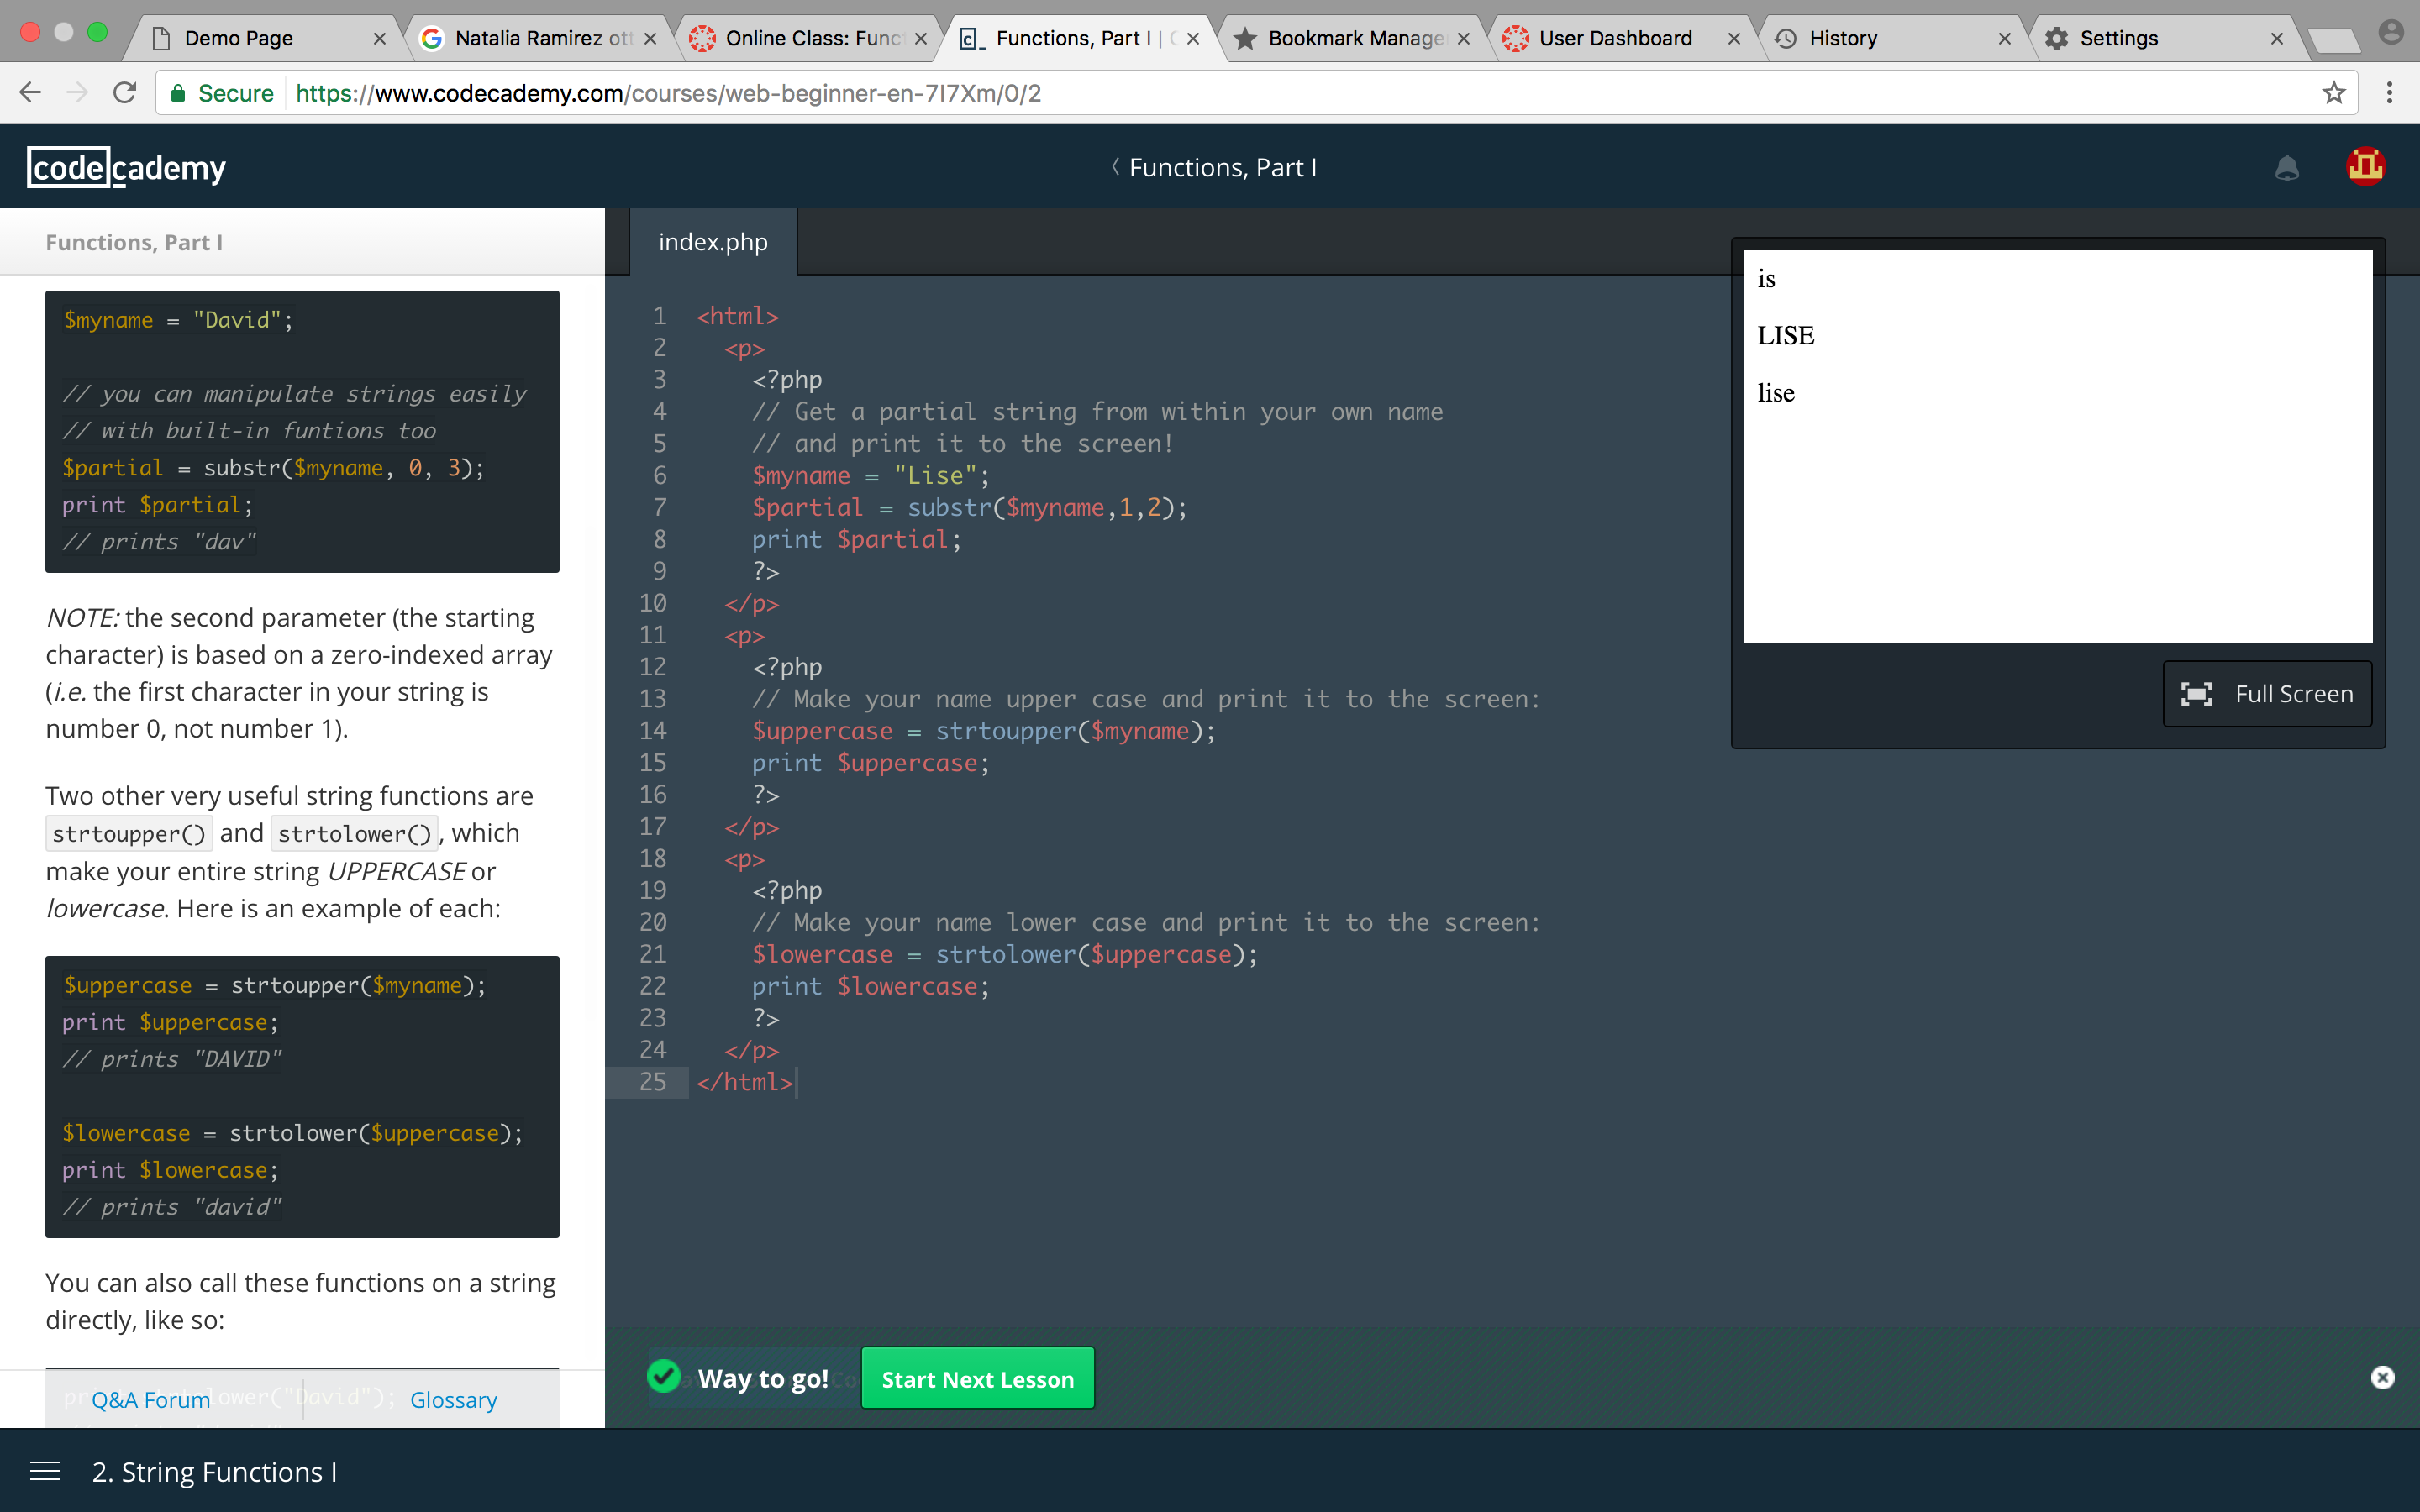 Demo Page
Natalia Ramirez ott
Online Class: Func
Functions, Part I |
Bookmark Manage
User Dashboard
History
Settings
Secure https://www.codecademy.com/courses/web-beginner-en-7I7Xm/0/2
codecademy
Functions, Part I
Functions, Part I
$myname = "David";
// you can manipulate strings easily
// with built-in funtions too
$partial = substr($myname, 0, 3);
print $partial;
// prints "dav"
NOTE: the second parameter (the starting
character) is based on a zero-indexed array
(i.e. the first character in your string is
number 0, not number 1).
Two other very useful string functions are
strtoupper() and strtolower(), which
make your entire string UPPERCASE or
lowercase. Here is an example of each:
$uppercase = strtoupper($myname);
print $uppercase;
// prints "DAVID"
$lowercase = strtolower($uppercase);
print $lowercase;
// prints "david"
You can also call these functions on a string
directly, like so:
Q&A Forum
Glossary
index.php
1 <html>
2 <p>
3 <?php
4 // Get a partial string from within your own name
5 // and print it to the screen!
6 $myname = "Lise";
7 $partial = substr($myname,1,2);
8 print $partial;
9 ?>
10 </p>
11 <p>
12 <?php
13 // Make your name upper case and print it to the screen:
14 $uppercase = strtoupper($myname);
15 print $uppercase;
16 ?>
17 </p>
18 <p>
19 <?php
20 // Make your name lower case and print it to the screen:
21 $lowercase = strtolower($uppercase);
22 print $lowercase;
23 ?>
24 </p>
25 </html>
is
LISE
lise
Full Screen
Way to go!
Start Next Lesson
2. String Functions I